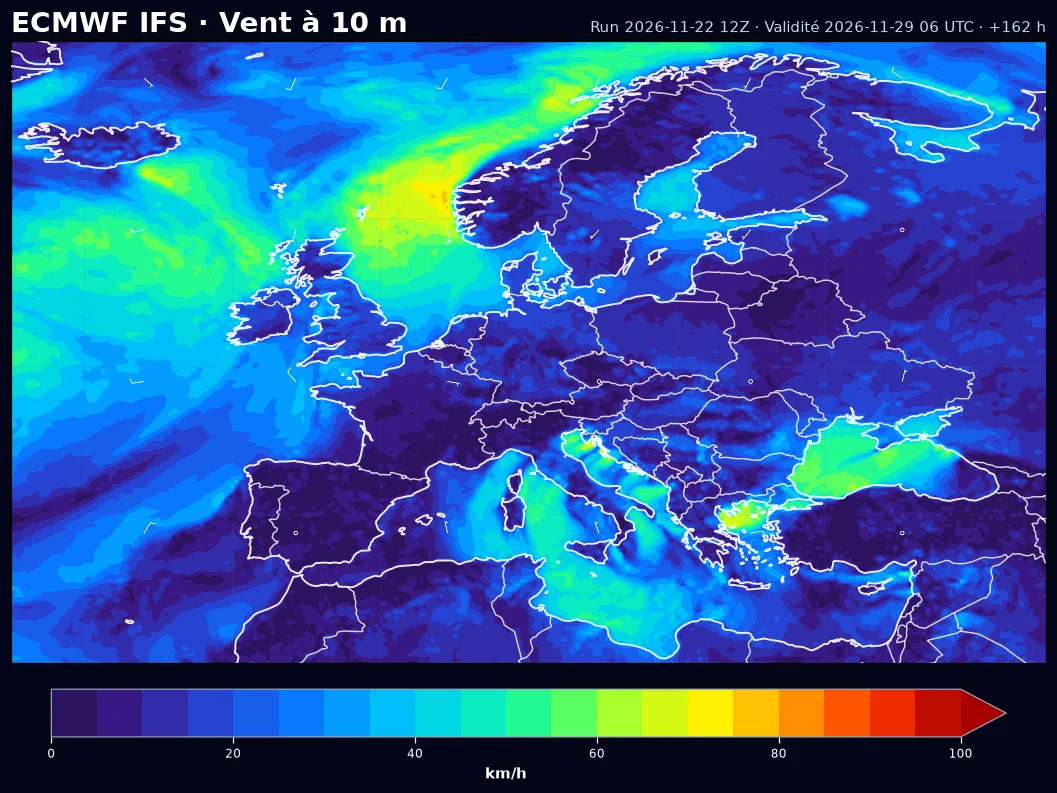 ECMWF IFS · Vent à 10 m
Run 2026-11-22 12Z · Validité 2026-11-29 06 UTC · +162 h
0 20 40 60 80 100
km/h